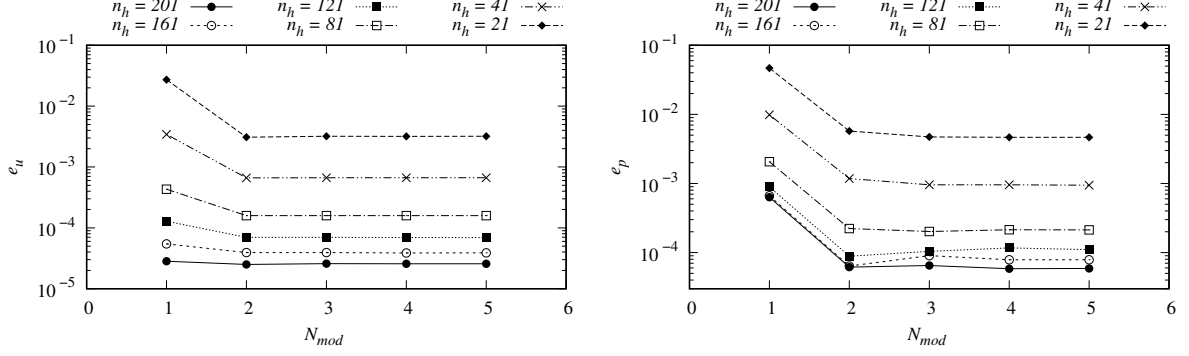 n_h = 201 n_h = 121 n_h = 41
n_h = 161 n_h = 81 n_h = 21
10^-1
10^-2
10^-3
10^-4
10^-5
e_u
0 1 2 3 4 5 6
N_mod
n_h = 201 n_h = 121 n_h = 41
n_h = 161 n_h = 81 n_h = 21
10^-1
10^-2
10^-3
10^-4
e_p
0 1 2 3 4 5 6
N_mod